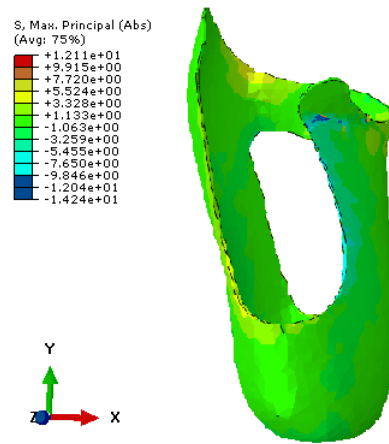 S, Max. Principal (Abs)
(Avg: 75%)
+1.211e+01
+9.915e+00
+7.720e+00
+5.524e+00
+3.328e+00
+1.133e+00
-1.063e+00
-3.259e+00
-5.455e+00
-7.650e+00
-9.846e+00
-1.204e+01
-1.424e+01
Y
Z
X